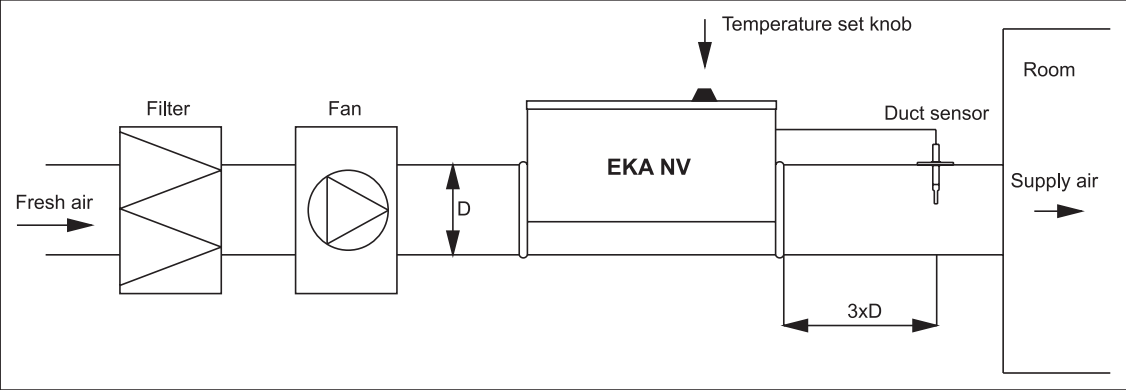 Temperature set knob
Room
Filter
Fan
Duct sensor
EKA NV
Fresh air
D
Supply air
3xD